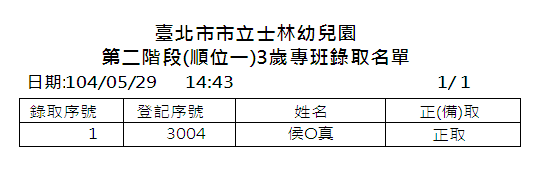 臺北市市立士林幼兒園
第二階段(順位一)3歲專班錄取名單
日期:104/05/29 14:43 1/ 1
錄取序號 登記序號 姓名 正(備)取
1 3004 侯O真 正取